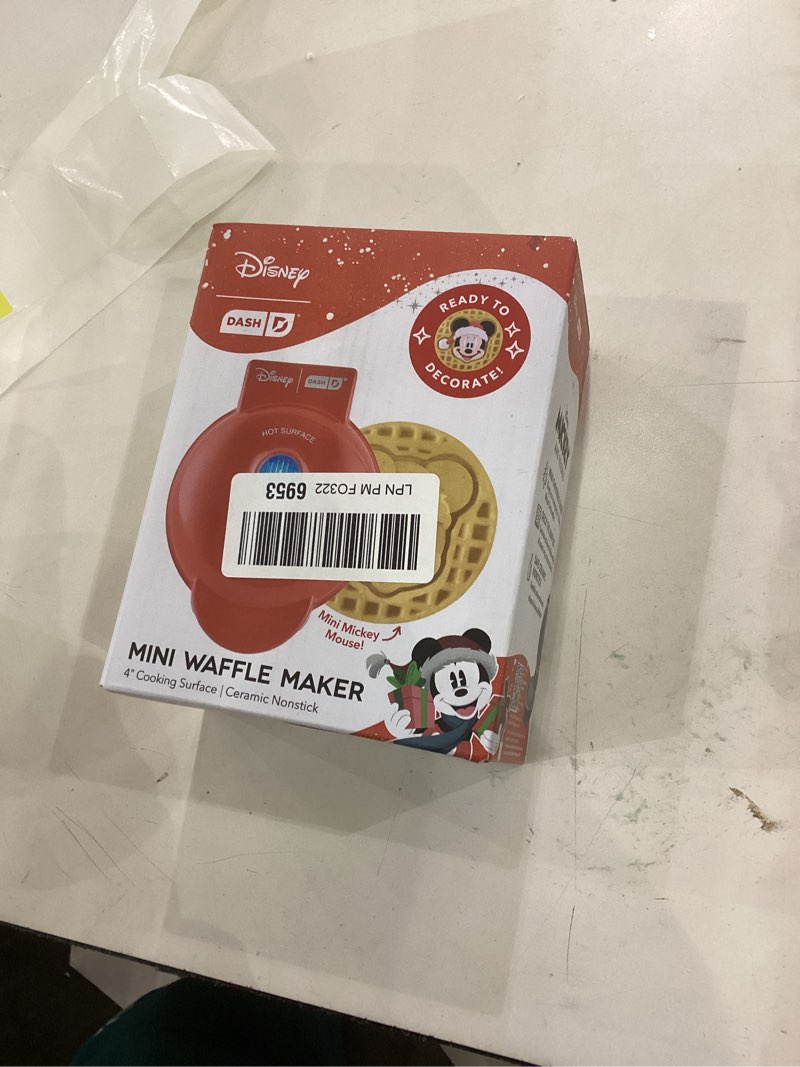 DISNEY
DASH
READY TO
DECORATE!
DISNEY | DASH
HOT SURFACE
LPN PM FO322 6953
Mini Mickey
Mouse!
MINI WAFFLE MAKER
4" Cooking Surface | Ceramic Nonstick